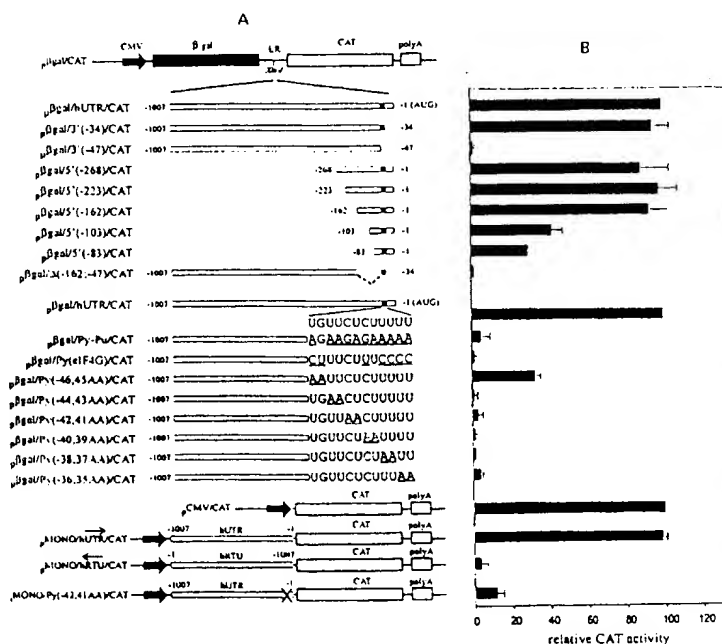 A
B
CMV β gal LR CAT polyA
pβgal/CAT
pβgal/hUTR/CAT -1007 -1 (AUG)
pβgal/3'(-34)/CAT -1007 -34
pβgal/3'(-47)/CAT -1007 -47
pβgal/5'(-268)/CAT -268 -1
pβgal/5'(-223)/CAT -223 -1
pβgal/5'(-162)/CAT -162 -1
pβgal/5'(-103)/CAT -103 -1
pβgal/5'(-83)/CAT -83 -1
pβgal/Δ(-162;-47)/CAT -1007 -34
pβgal/hUTR/CAT -1007 -1 (AUG)
UGUUCUCUUUUU
pβgal/Py-Pu/CAT -1007 AGAAGAGAAAAA
pβgal/Py(eIF4G)/CAT -1007 CUUUCUUUCCCC
pβgal/Py(-46,45AA)/CAT -1007 AAUUCUCUUUUU
pβgal/Py(-44,43AA)/CAT -1007 UGAACUCUUUUU
pβgal/Py(-42,41AA)/CAT -1007 UGUUAACUUUUU
pβgal/Py(-40,39AA)/CAT -1007 UGUUCUAAUUUU
pβgal/Py(-38,37AA)/CAT -1007 UGUUCUCUAAUU
pβgal/Py(-36,35AA)/CAT -1007 UGUUCUCUUUAA
pCMV/CAT CAT polyA
pMONO/hUTR/CAT -1007 hUTR -1 CAT polyA
pMONO/hRTU/CAT -1 hRTU -1007 CAT polyA
pMONO/Py(-42,41AA)/CAT -1007 hUTR -1 CAT polyA
0 20 40 60 80 100 120
relative CAT activity